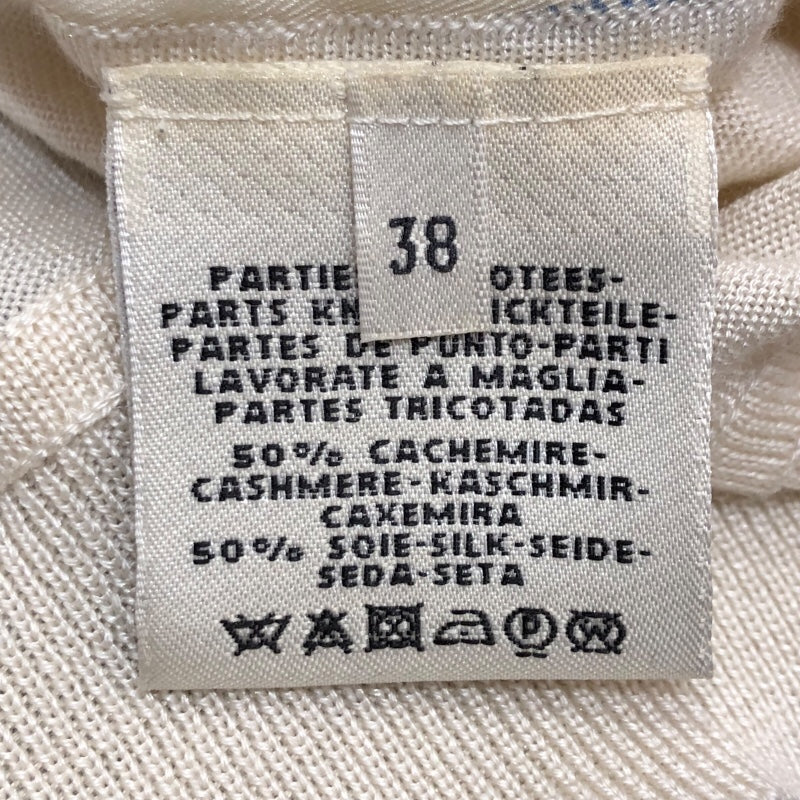 38
PARTIE OTEES-
PARTS KN ICKTEILE-
PARTES DE PUNTO-PARTI
LAVORATE A MAGLIA-
PARTES TRICOTADAS
50% CACHEMIRE-
CASHMERE-KASCHMIR-
CAXEMIRA
50% SOIE-SILK-SEIDE-
SEDA-SETA
P W